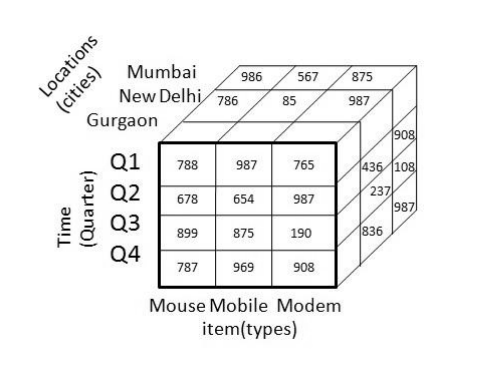 Locations
(cities)
Mumbai 986 567 875
New Delhi 786 85 987
Gurgaon
Time
(Quarter)
Q1 788 987 765
Q2 678 654 987
Q3 899 875 190
Q4 787 969 908
908
436 108
237
987
836
Mouse Mobile Modem
item(types)